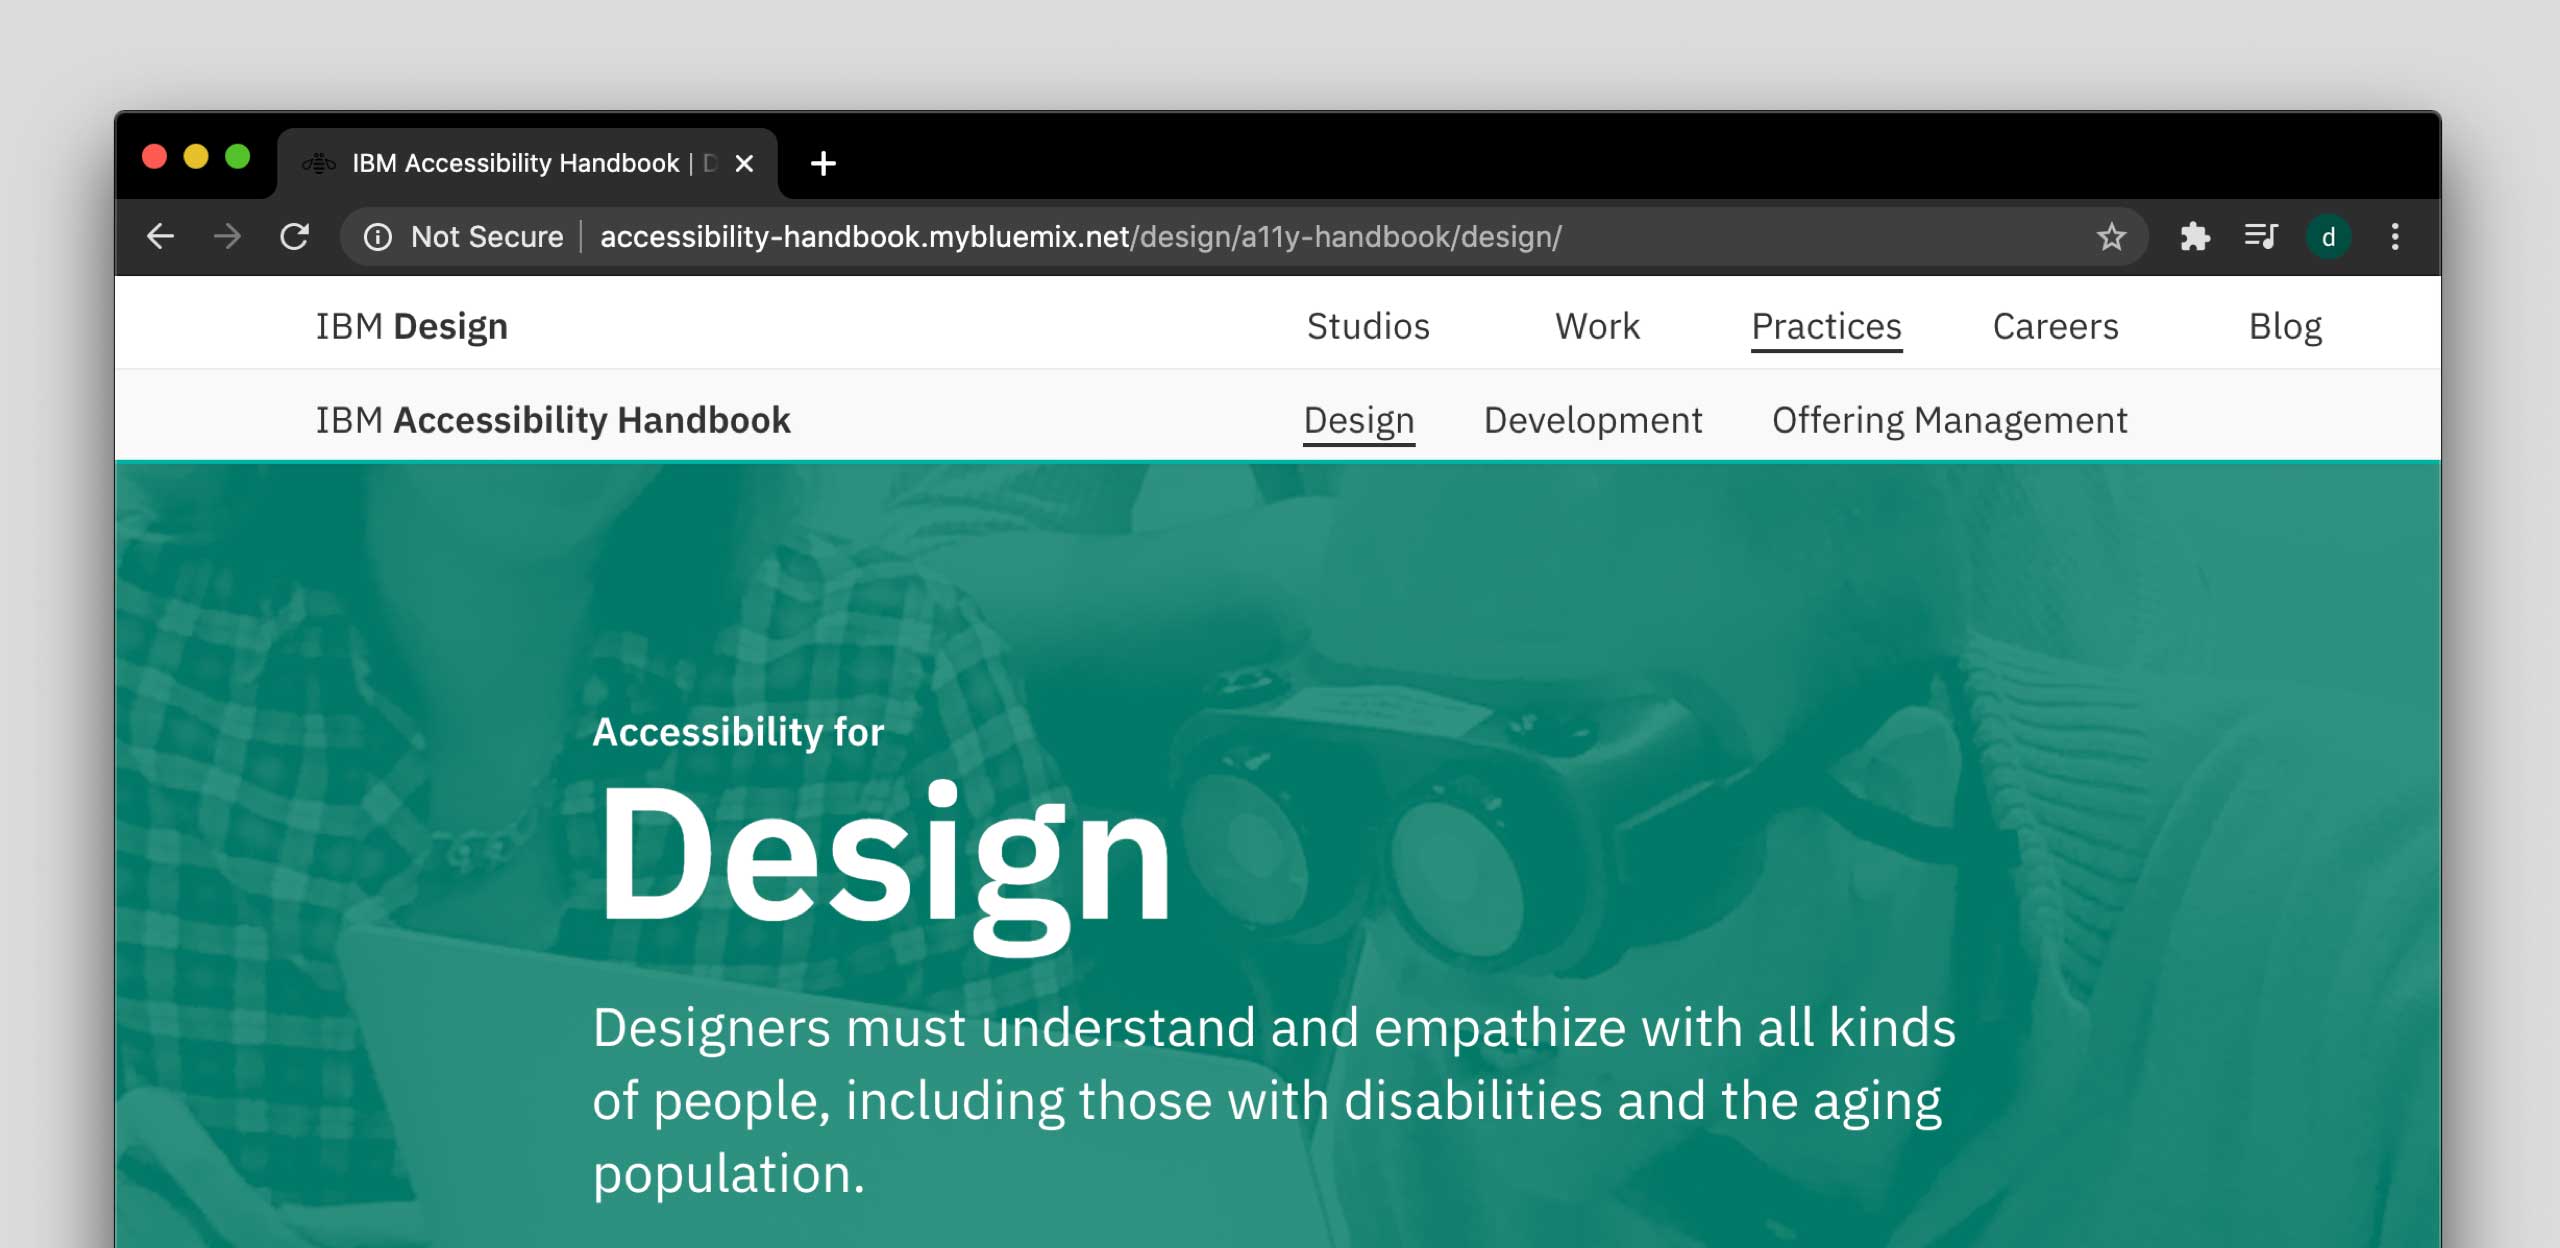 IBM Accessibility Handbook | D
Not Secure | accessibility-handbook.mybluemix.net/design/a11y-handbook/design/
d
IBM Design
Studios Work Practices Careers Blog
IBM Accessibility Handbook
Design Development Offering Management
Accessibility for
Design
Designers must understand and empathize with all kinds
of people, including those with disabilities and the aging
population.